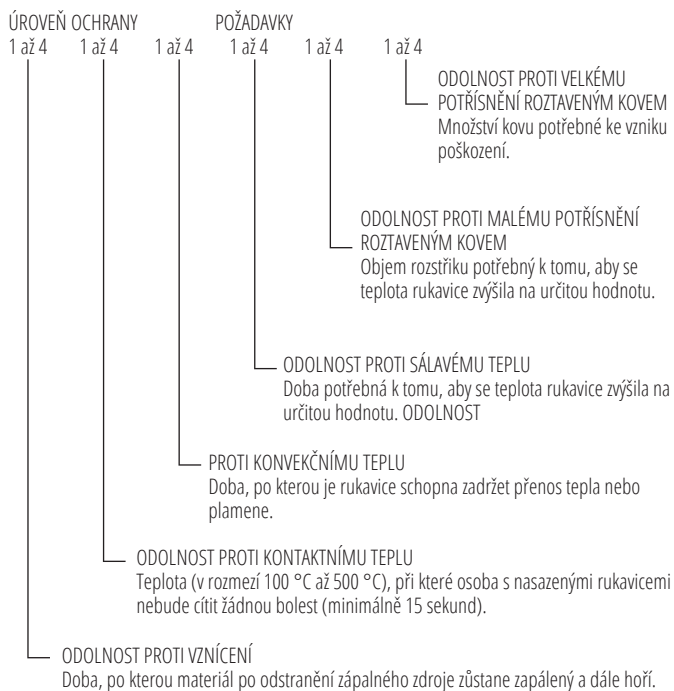 ÚROVEŇ OCHRANY POŽADAVKY
1 až 4 1 až 4 1 až 4 1 až 4 1 až 4 1 až 4
ODOLNOST PROTI VELKÉMU
POTŘÍSNĚNÍ ROZTAVENÝM KOVEM
Množství kovu potřebné ke vzniku
poškození.
ODOLNOST PROTI MALÉMU POTŘÍSNĚNÍ
ROZTAVENÝM KOVEM
Objem rozstřiku potřebný k tomu, aby se
teplota rukavice zvýšila na určitou hodnotu.
ODOLNOST PROTI SÁLAVÉMU TEPLU
Doba potřebná k tomu, aby se teplota rukavice zvýšila na
určitou hodnotu. ODOLNOST
PROTI KONVEKČNÍMU TEPLU
Doba, po kterou je rukavice schopna zadržet přenos tepla nebo
plamene.
ODOLNOST PROTI KONTAKTNÍMU TEPLU
Teplota (v rozmezí 100 °C až 500 °C), při které osoba s nasazenými rukavicemi
nebude cítit žádnou bolest (minimálně 15 sekund).
ODOLNOST PROTI VZNÍCENÍ
Doba, po kterou materiál po odstranění zápalného zdroje zůstane zapálený a dále hoří.